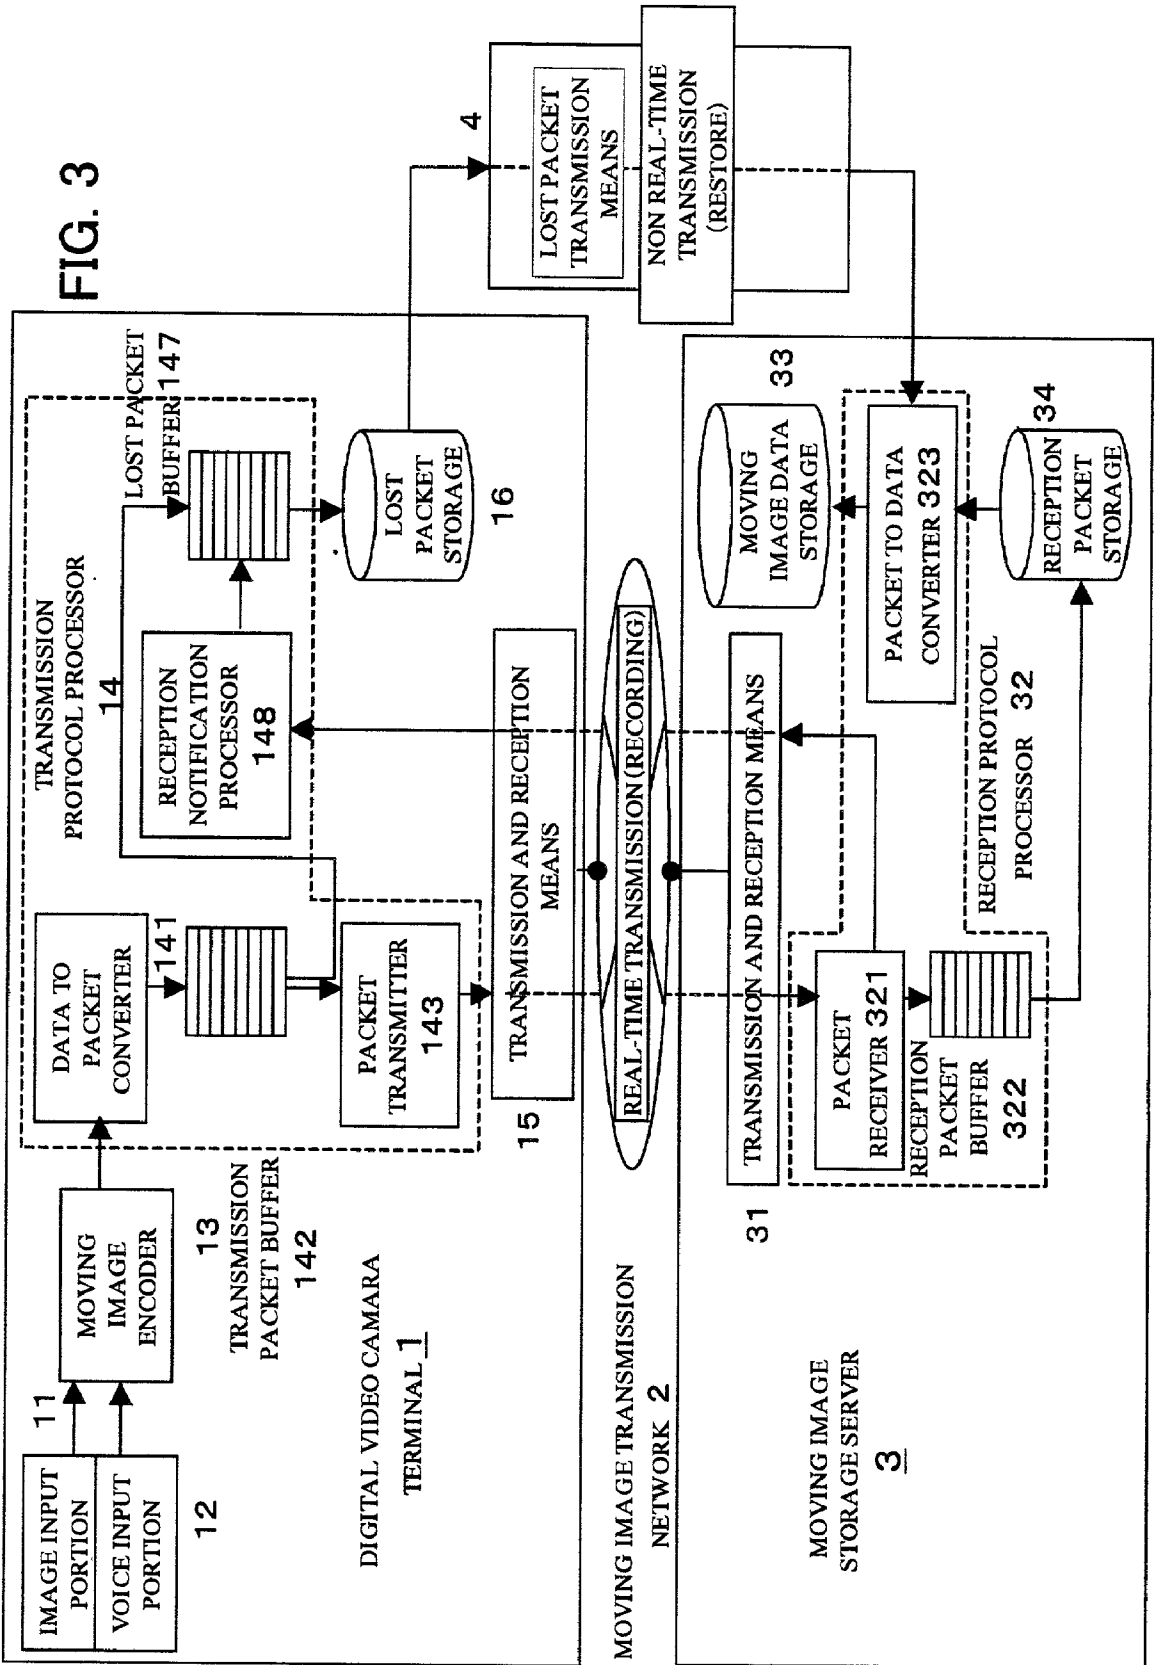 FIG. 3
IMAGE INPUT
PORTION
11
VOICE INPUT
PORTION
12
MOVING
IMAGE
ENCODER
13
TRANSMISSION
PACKET BUFFER
142
DATA TO
PACKET
CONVERTER
141
PACKET
TRANSMITTER
143
TRANSMISSION
PROTOCOL PROCESSOR
14
RECEPTION
NOTIFICATION
PROCESSOR
148
LOST PACKET
BUFFER 147
LOST
PACKET
STORAGE
16
DIGITAL VIDEO CAMARA
TERMINAL 1
15
TRANSMISSION AND RECEPTION
MEANS
4
LOST PACKET
TRANSMISSION
MEANS
NON REAL-TIME
TRANSMISSION
(RESTORE)
MOVING IMAGE TRANSMISSION
NETWORK 2
REAL-TIME TRANSMISSION (RECORDING)
31
TRANSMISSION AND RECEPTION MEANS
MOVING
IMAGE DATA
STORAGE
33
PACKET
RECEIVER 321
RECEPTION
PACKET
BUFFER
322
PACKET TO DATA
CONVERTER 323
RECEPTION PROTOCOL
PROCESSOR 32
RECEPTION
PACKET
STORAGE
34
MOVING IMAGE
STORAGE SERVER
3